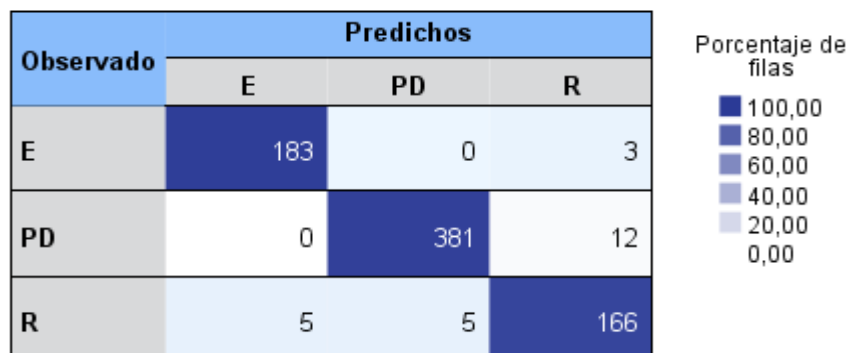 Predichos
Observado
E PD R
E 183 0 3
PD 0 381 12
R 5 5 166
Porcentaje de
filas
100,00
80,00
60,00
40,00
20,00
0,00